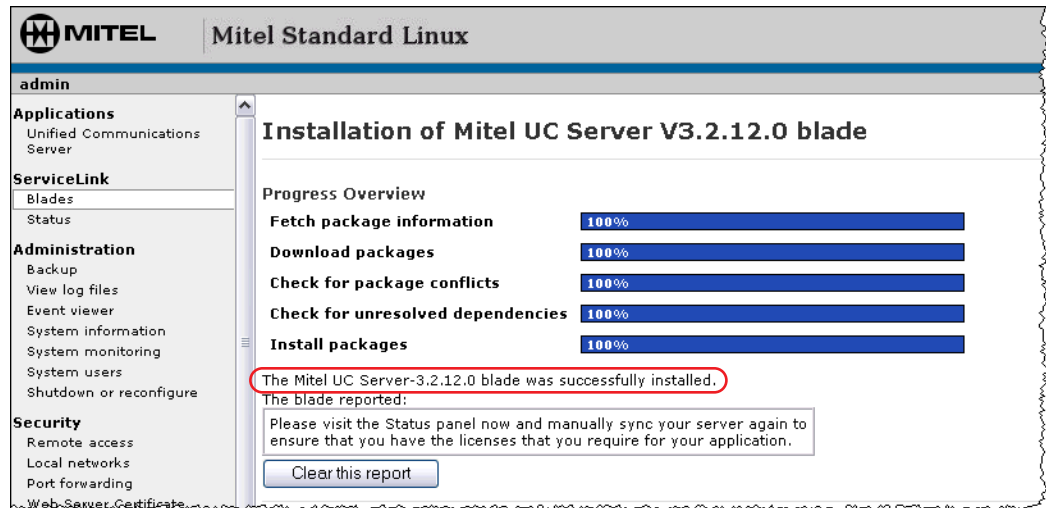 MITEL
Mitel Standard Linux
admin
Applications
Unified Communications
Server
ServiceLink
Blades
Status
Administration
Backup
View log files
Event viewer
System information
System monitoring
System users
Shutdown or reconfigure
Security
Remote access
Local networks
Port forwarding
Web Server Certificate
Installation of Mitel UC Server V3.2.12.0 blade
Progress Overview
Fetch package information 100%
Download packages 100%
Check for package conflicts 100%
Check for unresolved dependencies 100%
Install packages 100%
The Mitel UC Server-3.2.12.0 blade was successfully installed.
The blade reported:
Please visit the Status panel now and manually sync your server again to
ensure that you have the licenses that you require for your application.
Clear this report